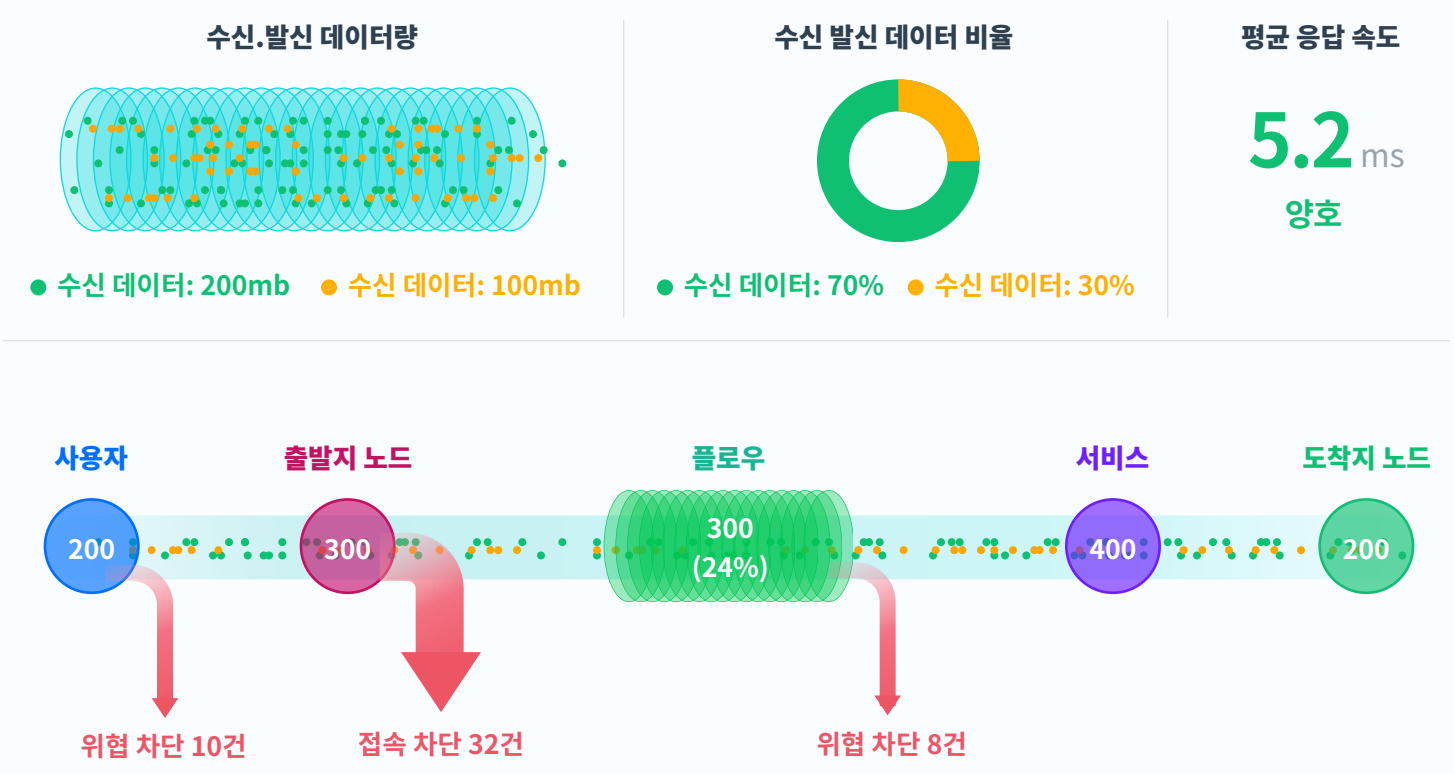 수신.발신 데이터량
수신 발신 데이터 비율
평균 응답 속도
5.2 ms
양호
수신 데이터: 200mb
수신 데이터: 100mb
수신 데이터: 70%
수신 데이터: 30%
사용자
출발지 노드
플로우
서비스
도착지 노드
200
300
300
(24%)
400
200
위협 차단 10건
접속 차단 32건
위협 차단 8건